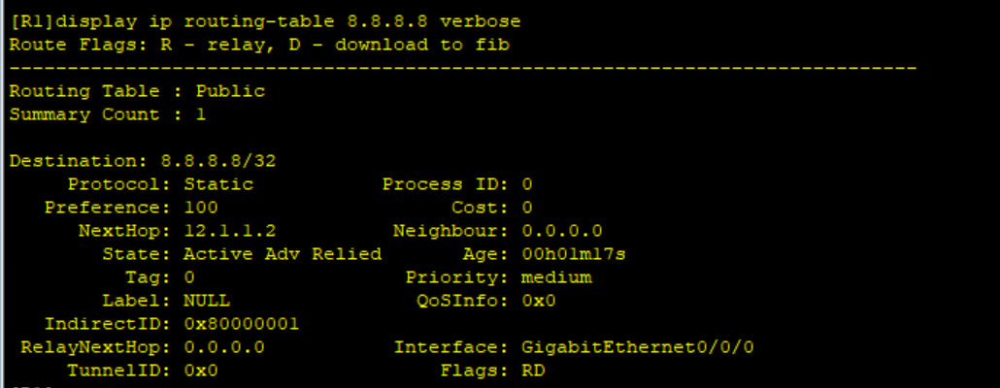 [R1]display ip routing-table 8.8.8.8 verbose
Route Flags: R - relay, D - download to fib
------------------------------------------------------------------------------
Routing Table : Public
Summary Count : 1
Destination: 8.8.8.8/32
Protocol: Static Process ID: 0
Preference: 100 Cost: 0
NextHop: 12.1.1.2 Neighbour: 0.0.0.0
State: Active Adv Relied Age: 00h01m17s
Tag: 0 Priority: medium
Label: NULL QoSInfo: 0x0
IndirectID: 0x80000001
RelayNextHop: 0.0.0.0 Interface: GigabitEthernet0/0/0
TunnelID: 0x0 Flags: RD